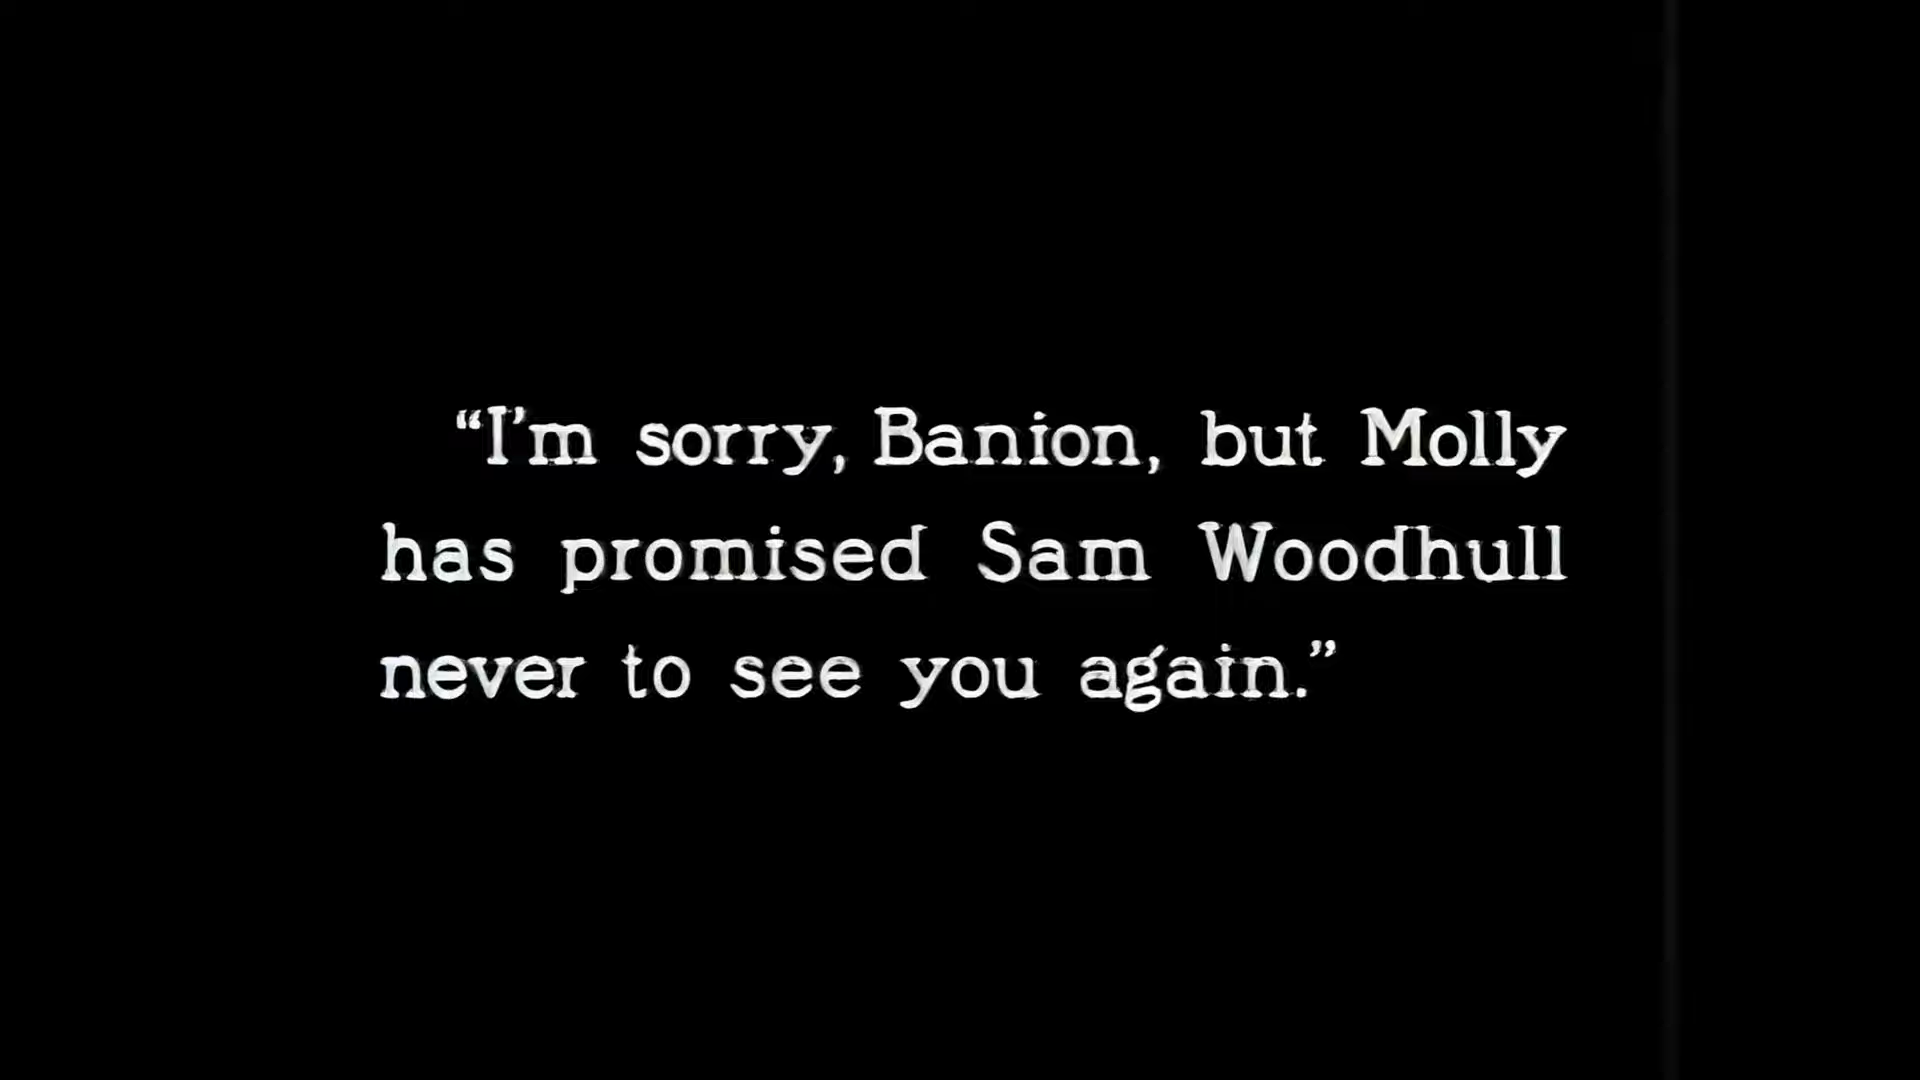 “I’m sorry, Banion, but Molly
has promised Sam Woodhull
never to see you again.”